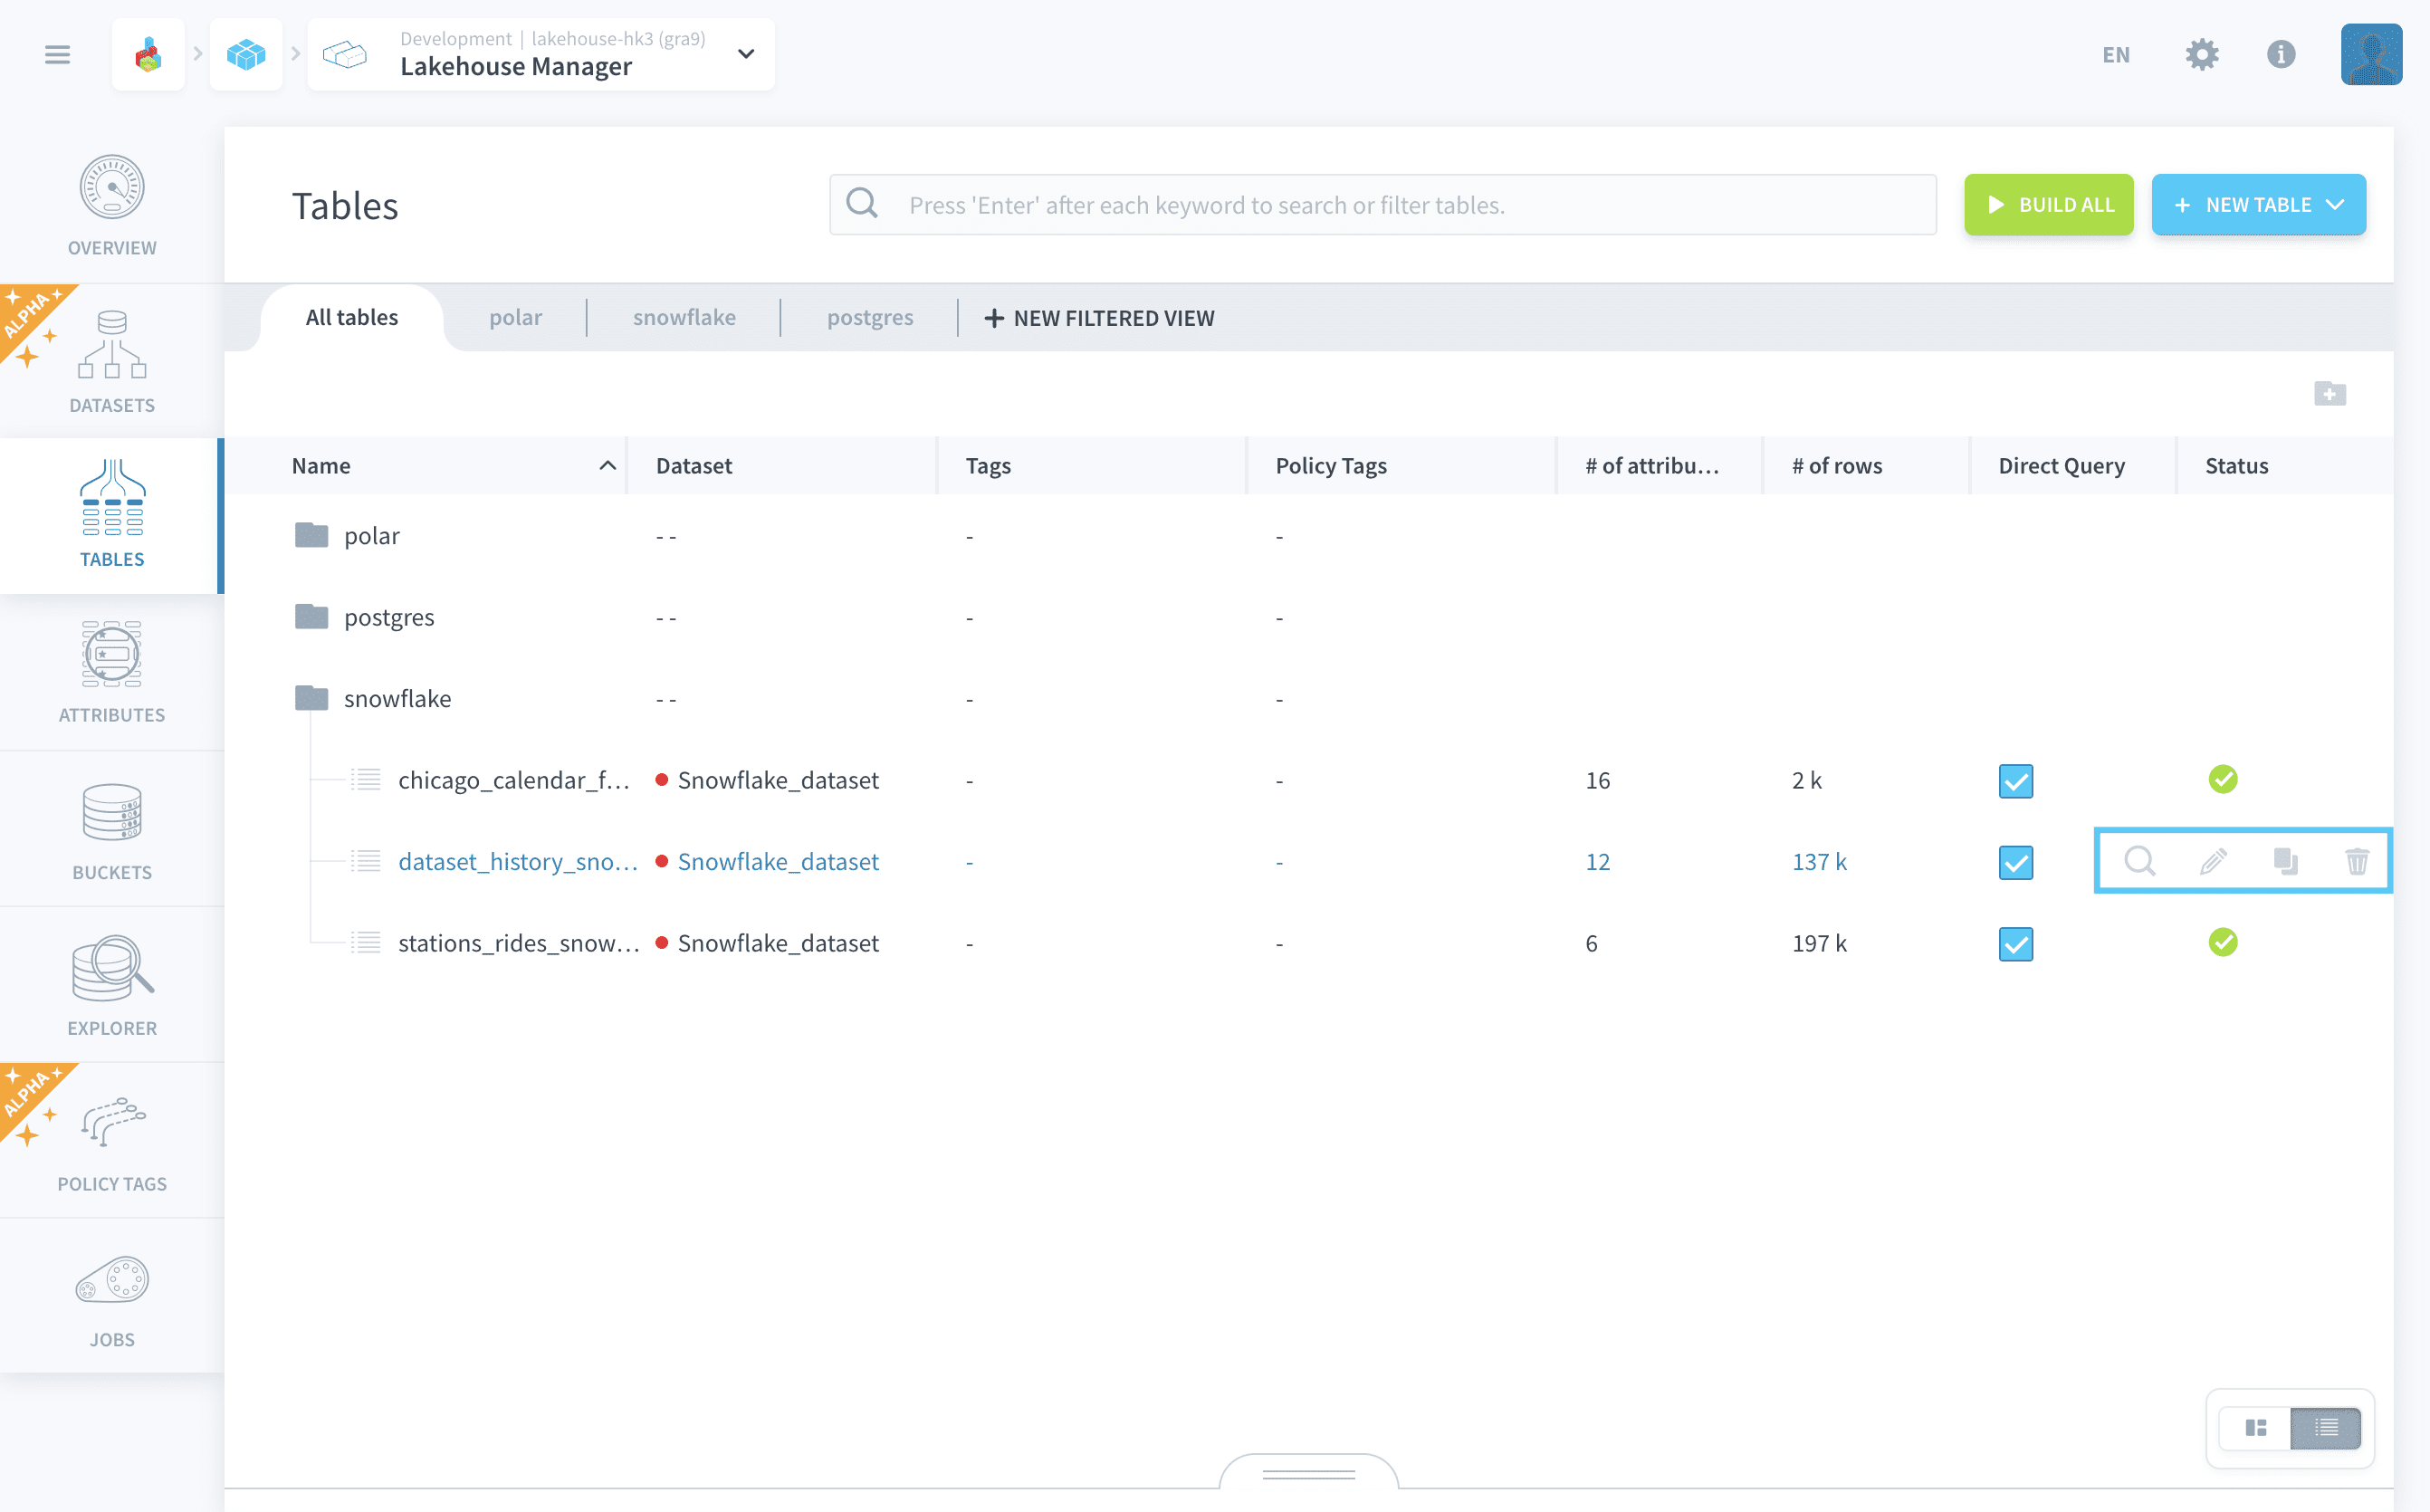 Development | lakehouse-hk3 (gra9)
Lakehouse Manager
EN
OVERVIEW
ALPHA
DATASETS
TABLES
ATTRIBUTES
BUCKETS
EXPLORER
ALPHA
POLICY TAGS
JOBS
Tables
Press 'Enter' after each keyword to search or filter tables.
BUILD ALL
+ NEW TABLE
All tables
polar
snowflake
postgres
+ NEW FILTERED VIEW
Name
Dataset
Tags
Policy Tags
# of attribu...
# of rows
Direct Query
Status
polar -- - -
postgres -- - -
snowflake -- - -
chicago_calendar_f... Snowflake_dataset - - 16 2 k
dataset_history_sno... Snowflake_dataset - - 12 137 k
stations_rides_snow... Snowflake_dataset - - 6 197 k